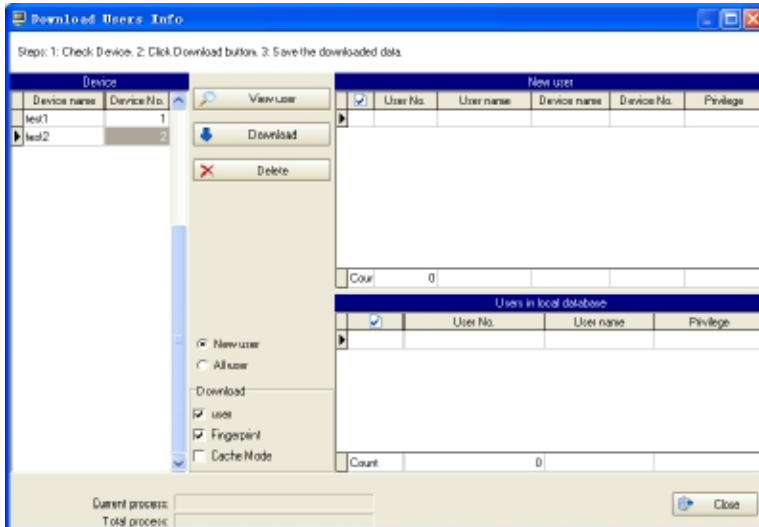 Download Users Info
Steps: 1: Check Device. 2: Click Download button. 3: Save the downloaded data.
Device
Device name Device No.
test1 1
test2 2
View user
Download
Delete
New user
User No. User name Device name Device No. Privilege
Cour 0
Users in local database
User No. User name Privilege
Count 0
New user
All user
Download
user
Fingerprint
Cache Mode
Current process:
Total process:
Close